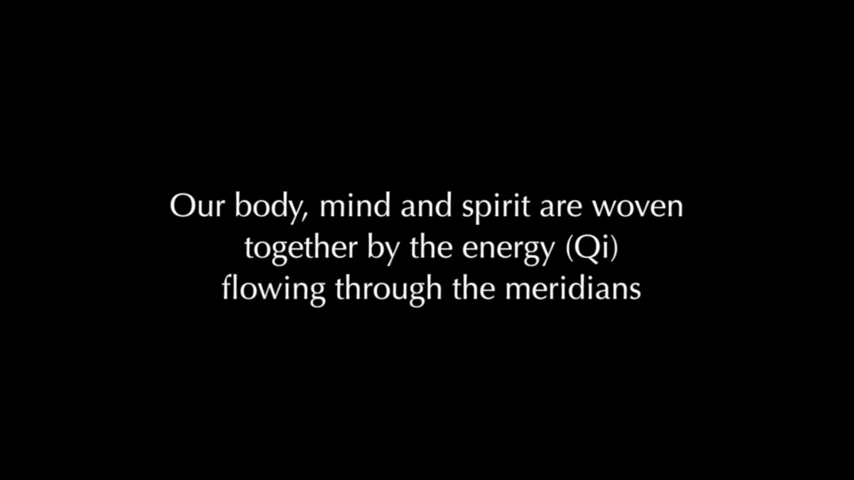 Our body, mind and spirit are woven
together by the energy (Qi)
flowing through the meridians